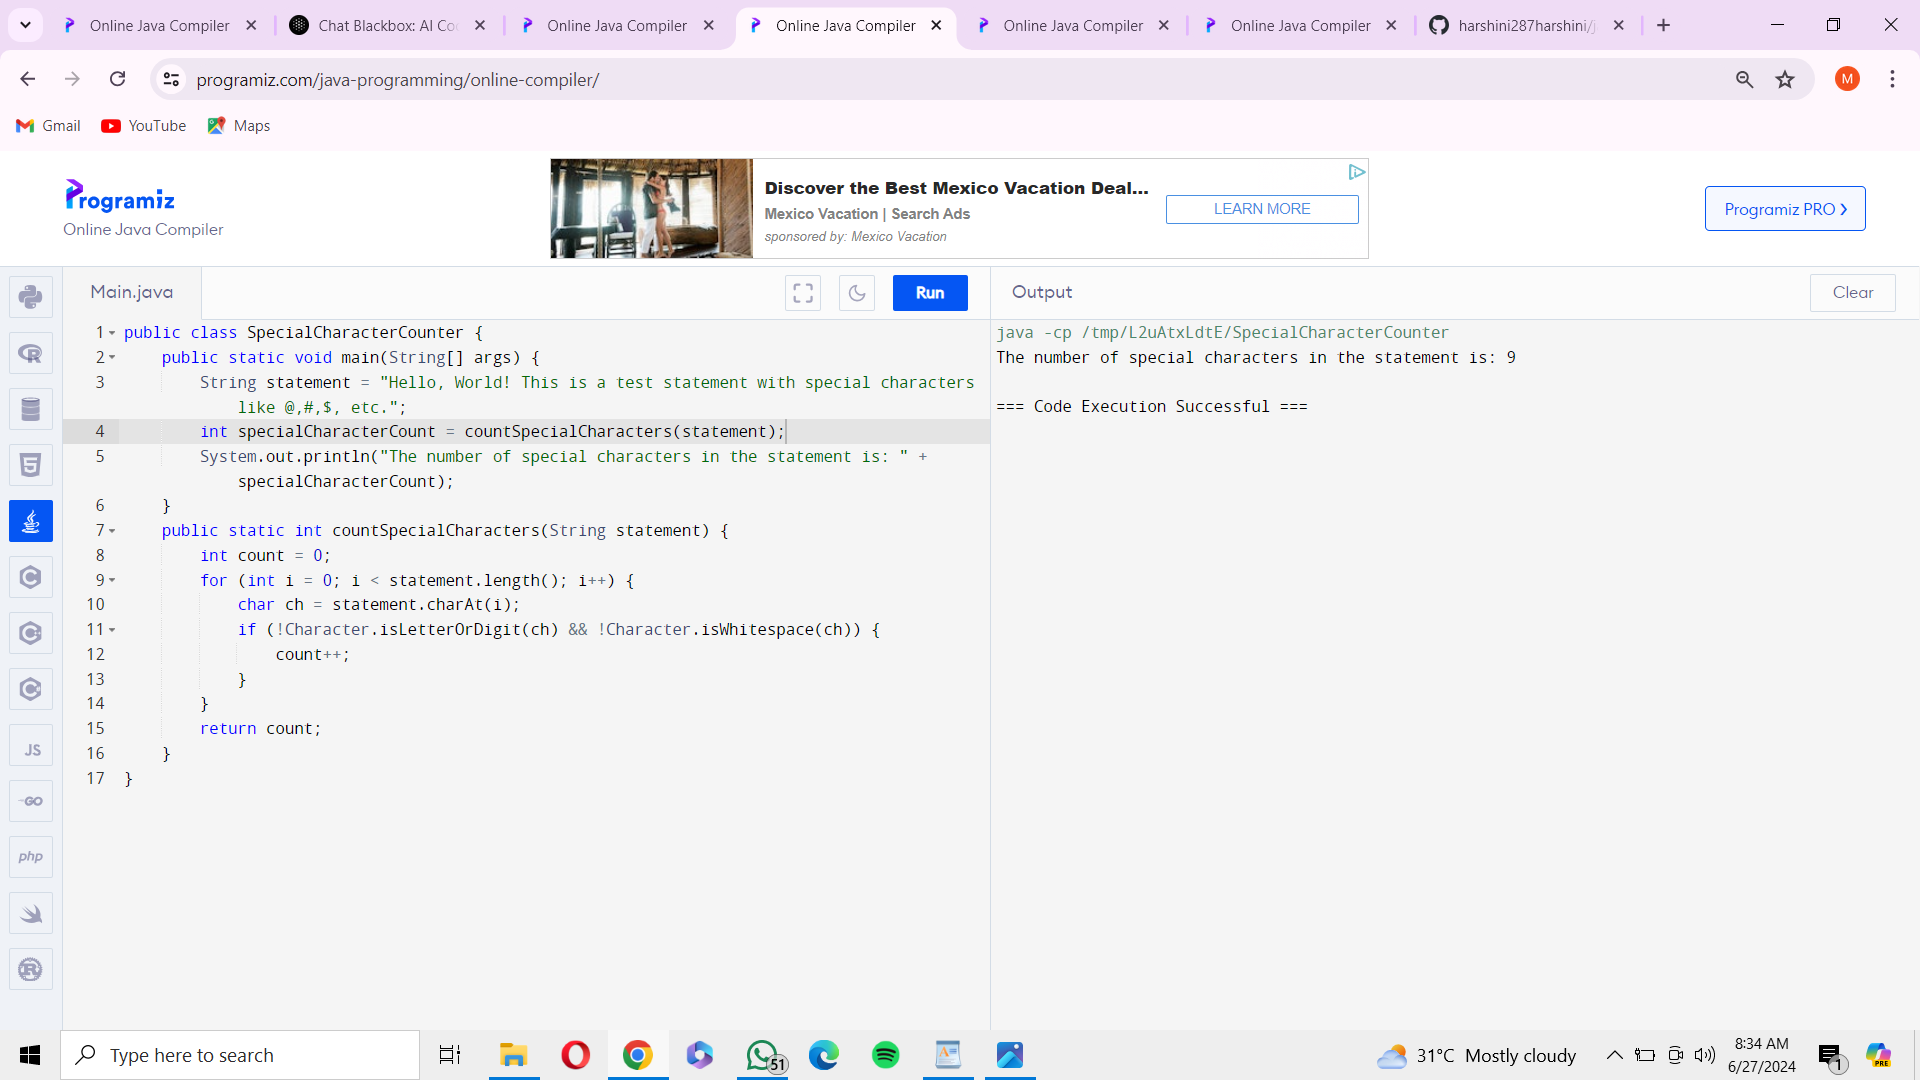 Online Java Compiler
Chat Blackbox: AI Co
Online Java Compiler
Online Java Compiler
Online Java Compiler
Online Java Compiler
harshini287harshini/j
programiz.com/java-programming/online-compiler/
M
Gmail
YouTube
Maps
Programiz
Online Java Compiler
Discover the Best Mexico Vacation Deal...
Mexico Vacation | Search Ads
sponsored by: Mexico Vacation
LEARN MORE
Programiz PRO
Main.java
Run
Output
Clear
1 public class SpecialCharacterCounter {
2 public static void main(String[] args) {
3 String statement = "Hello, World! This is a test statement with special characters
like @,#,$, etc.";
4 int specialCharacterCount = countSpecialCharacters(statement);
5 System.out.println("The number of special characters in the statement is: " +
specialCharacterCount);
6 }
7 public static int countSpecialCharacters(String statement) {
8 int count = 0;
9 for (int i = 0; i < statement.length(); i++) {
10 char ch = statement.charAt(i);
11 if (!Character.isLetterOrDigit(ch) && !Character.isWhitespace(ch)) {
12 count++;
13 }
14 }
15 return count;
16 }
17 }
java -cp /tmp/L2uAtxLdtE/SpecialCharacterCounter
The number of special characters in the statement is: 9
=== Code Execution Successful ===
JS
GO
php
Type here to search
51
31°C Mostly cloudy
8:34 AM
6/27/2024
1
PRE